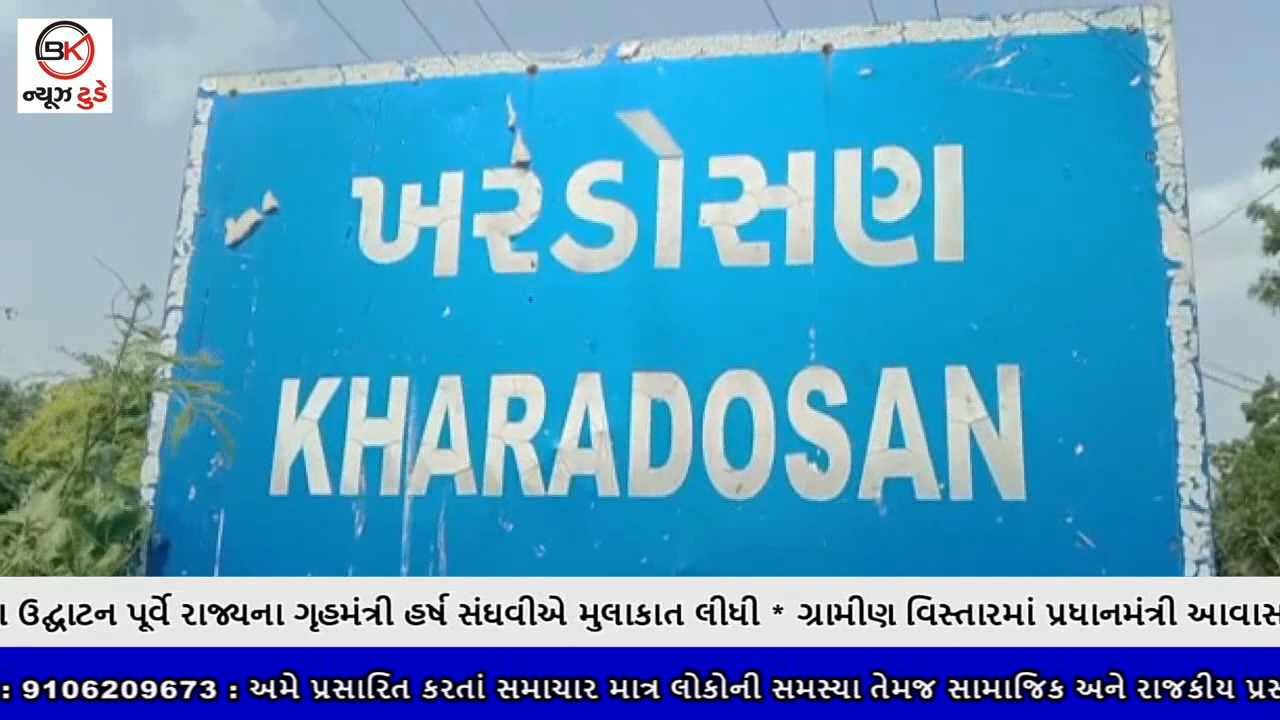 BK
ન્યૂઝ ટુડે
ખરડોસણ
KHARADOSAN
ઉદ્ઘાટન પૂર્વે રાજ્યના ગૃહમંત્રી હર્ષ સંઘવીએ મુલાકાત લીધી * ગ્રામીણ વિસ્તારમાં પ્રધાનમંત્રી આવાસ
: 9106209673 : અમે પ્રસારિત કરતાં સમાચાર માત્ર લોકોની સમસ્યા તેમજ સામાજિક અને રાજકીય